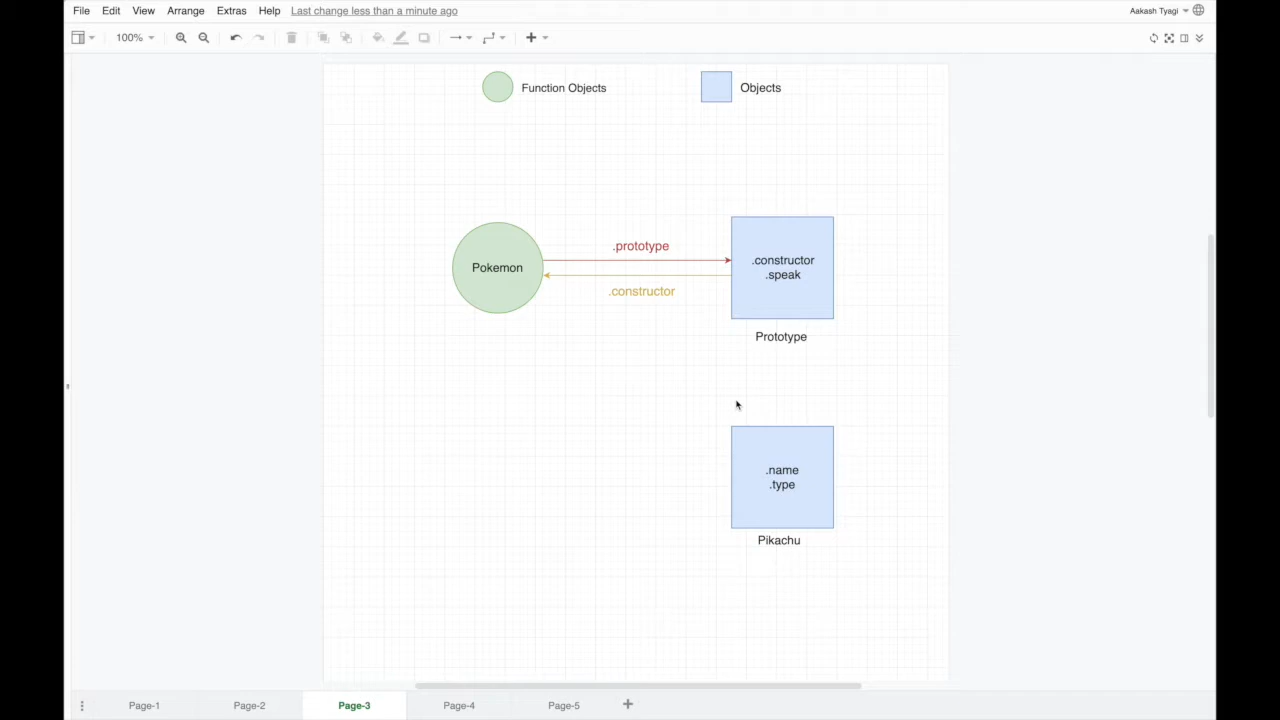 File Edit View Arrange Extras Help Last change less than a minute ago
Aakash Tyagi
100%
Function Objects
Objects
Pokemon
.prototype
.constructor
.constructor
.speak
Prototype
.name
.type
Pikachu
Page-1 Page-2 Page-3 Page-4 Page-5